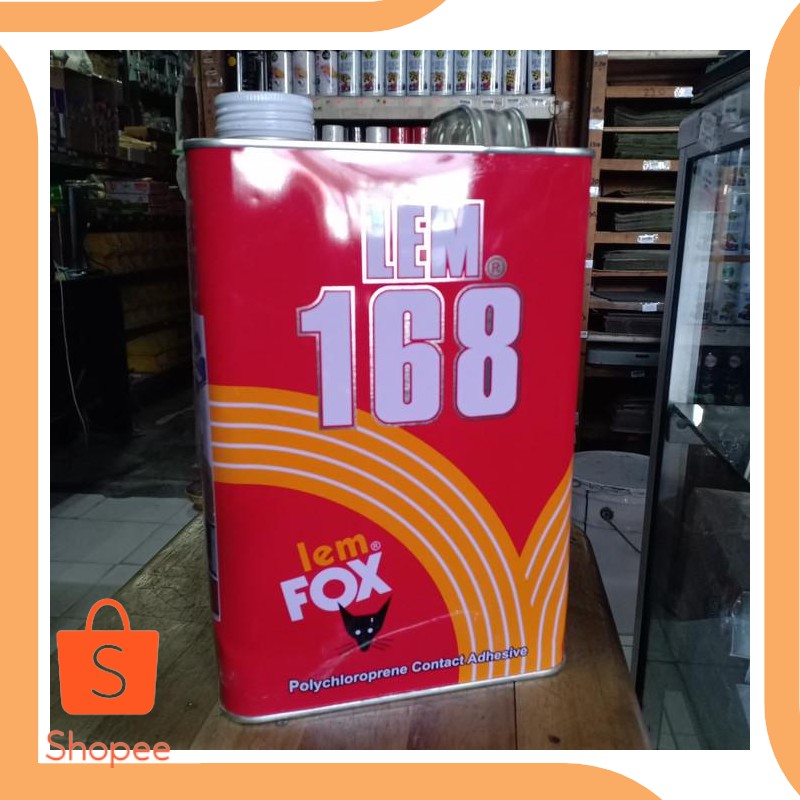 LEM®
168
lem®
FOX
Polychloroprene Contact Adhesive
S
Shopee